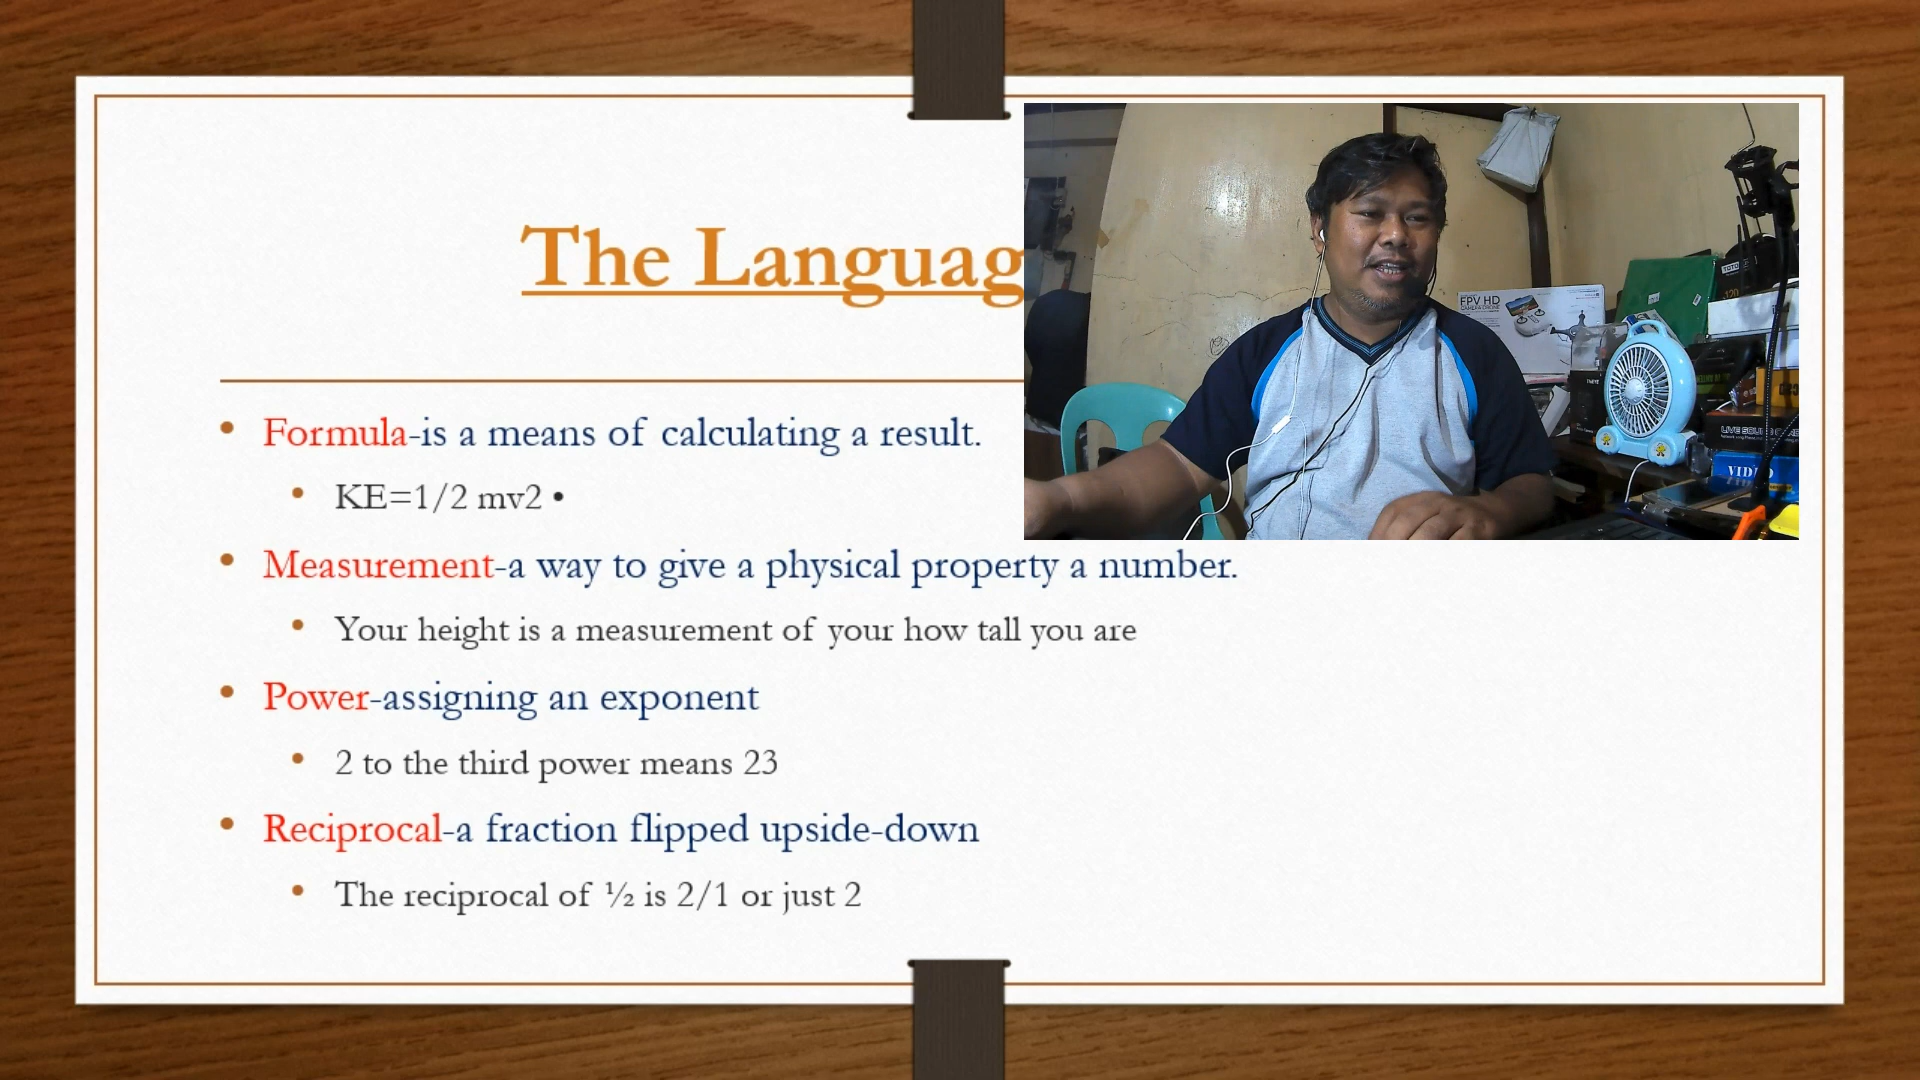 The Languag
Formula-is a means of calculating a result.
KE=1/2 mv2 •
Measurement-a way to give a physical property a number.
Your height is a measurement of your how tall you are
Power-assigning an exponent
2 to the third power means 23
Reciprocal-a fraction flipped upside-down
The reciprocal of ½ is 2/1 or just 2
FPV HD
VIDEO